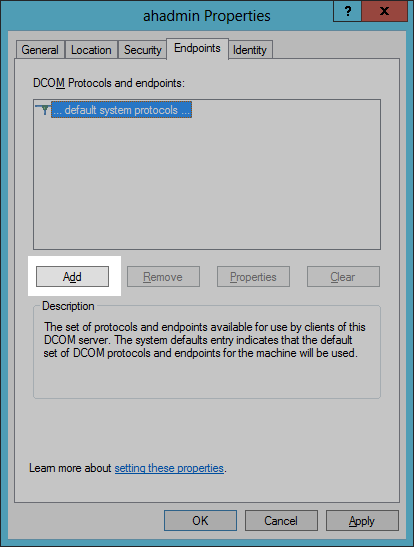 ahadmin Properties
? X
General Location Security Endpoints Identity
DCOM Protocols and endpoints:
... default system protocols ...
Add Remove Properties Clear
Description
The set of protocols and endpoints available for use by clients of this
DCOM server. The system defaults entry indicates that the default
set of DCOM protocols and endpoints for the machine will be used.
Learn more about setting these properties.
OK Cancel Apply